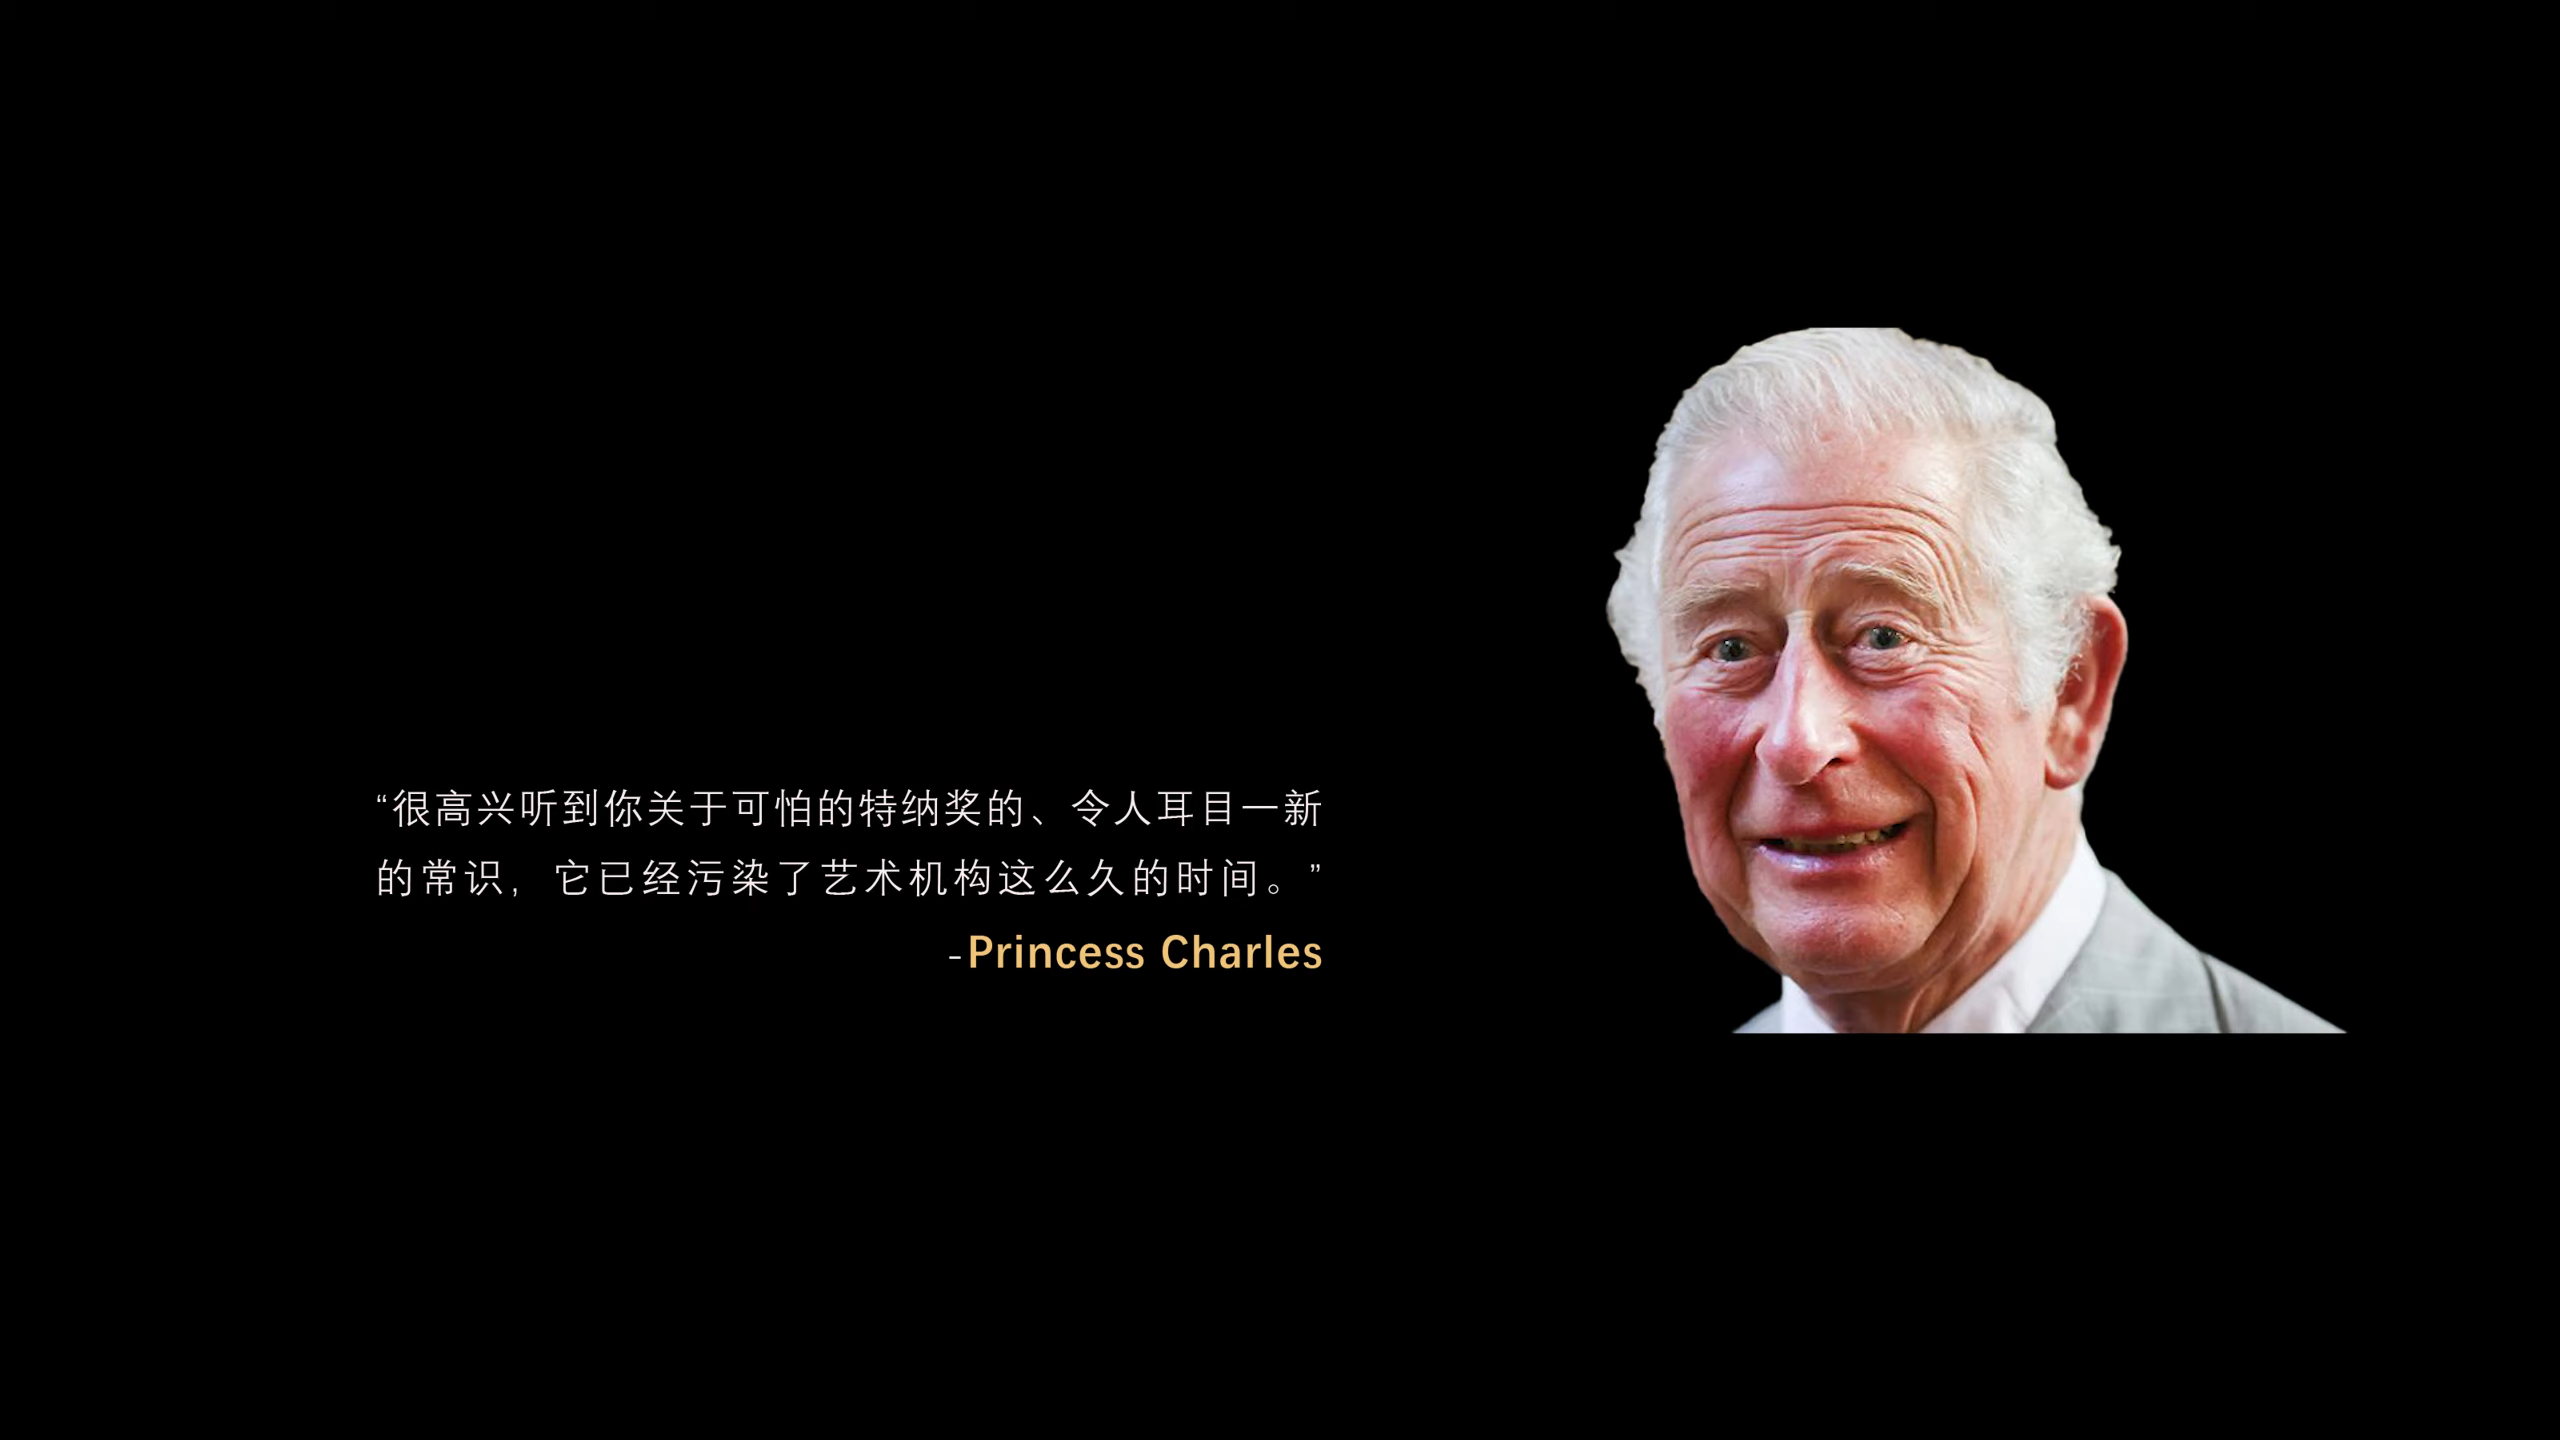 “很高兴听到你关于可怕的特纳奖的、令人耳目一新
的常识，它已经污染了艺术机构这么久的时间。”
-Princess Charles